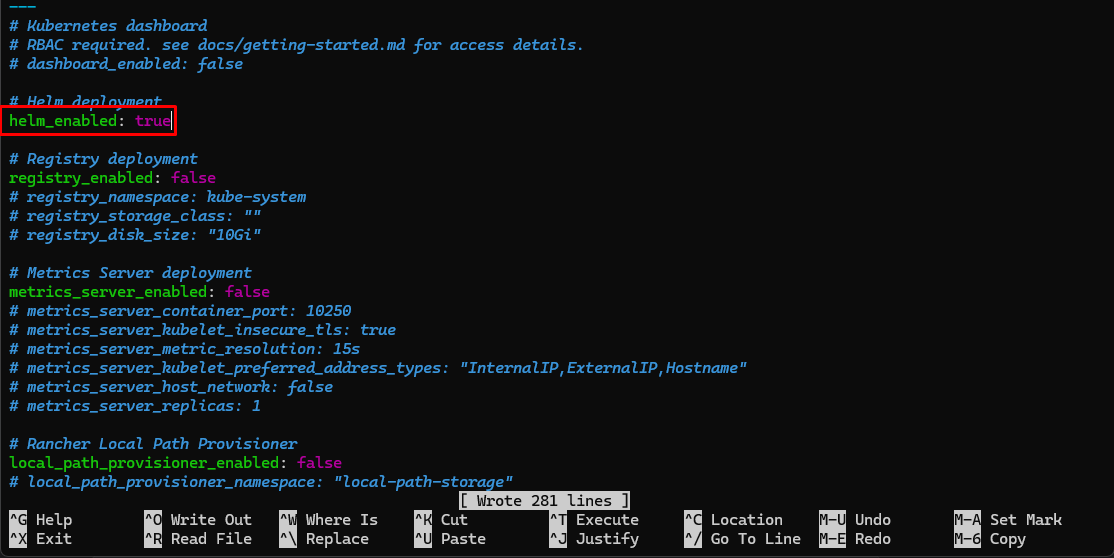 ---
# Kubernetes dashboard
# RBAC required. see docs/getting-started.md for access details.
# dashboard_enabled: false
# Helm deployment
helm_enabled: true
# Registry deployment
registry_enabled: false
# registry_namespace: kube-system
# registry_storage_class: ""
# registry_disk_size: "10Gi"
# Metrics Server deployment
metrics_server_enabled: false
# metrics_server_container_port: 10250
# metrics_server_kubelet_insecure_tls: true
# metrics_server_metric_resolution: 15s
# metrics_server_kubelet_preferred_address_types: "InternalIP,ExternalIP,Hostname"
# metrics_server_host_network: false
# metrics_server_replicas: 1
# Rancher Local Path Provisioner
local_path_provisioner_enabled: false
# local_path_provisioner_namespace: "local-path-storage"
[ Wrote 281 lines ]
^G Help ^O Write Out ^W Where Is ^K Cut ^T Execute ^C Location M-U Undo M-A Set Mark
^X Exit ^R Read File ^\ Replace ^U Paste ^J Justify ^/ Go To Line M-E Redo M-6 Copy